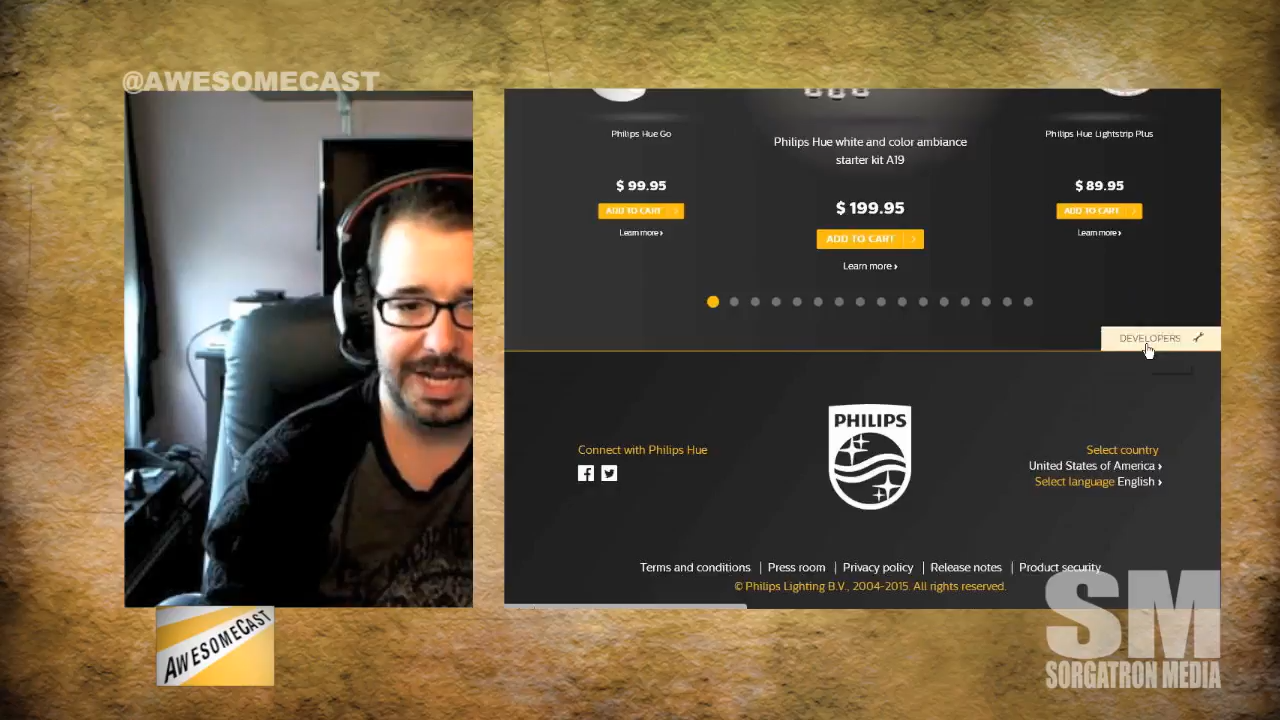 @AWESOMECAST
Philips Hue Go
$ 99.95
ADD TO CART
Learn more ›
Philips Hue white and color ambiance
starter kit A19
$ 199.95
ADD TO CART
Learn more ›
Philips Hue Lightstrip Plus
$ 89.95
ADD TO CART
Learn more ›
DEVELOPERS
Connect with Philips Hue
PHILIPS
Select country
United States of America ›
Select language English ›
Terms and conditions | Press room | Privacy policy | Release notes | Product security
© Philips Lighting B.V., 2004-2015. All rights reserved.
AWESOMECAST
SM
SORGATRON MEDIA